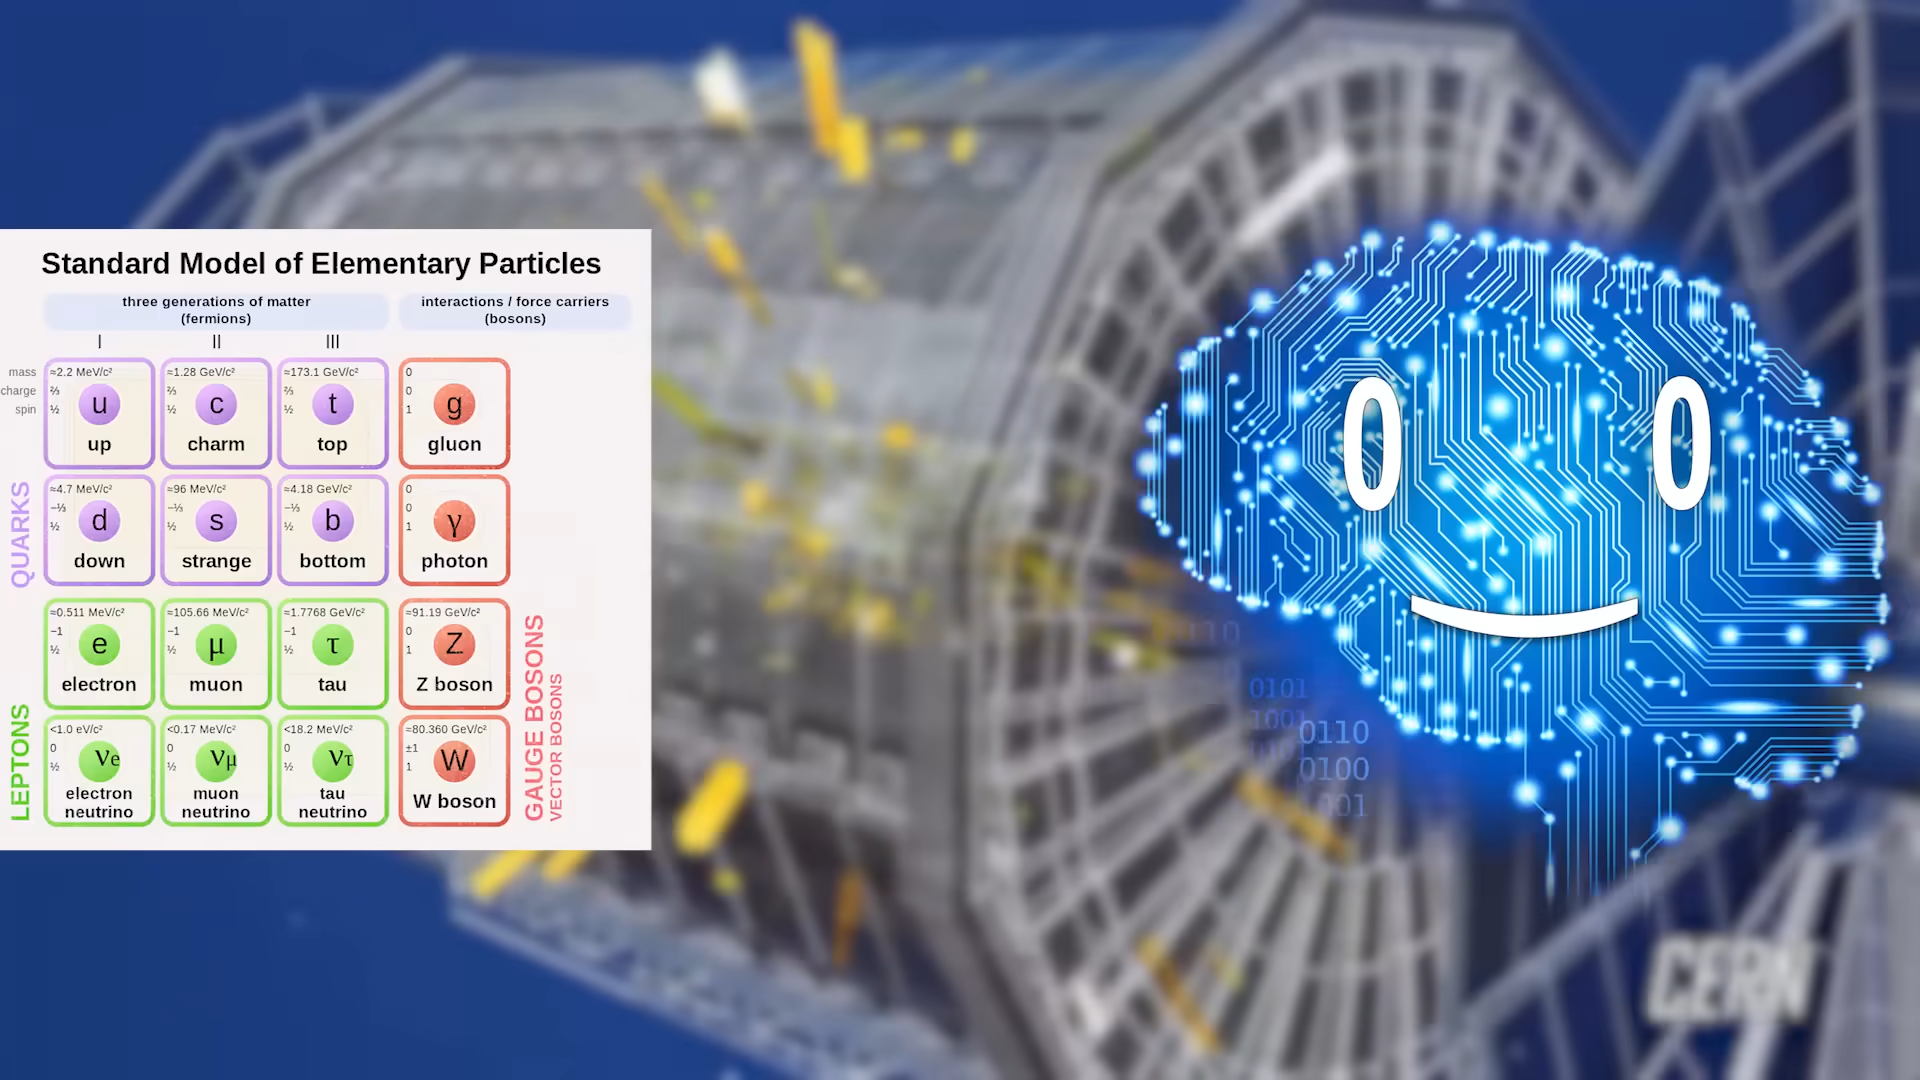 Standard Model of Elementary Particles
three generations of matter
(fermions)
interactions / force carriers
(bosons)
I
II
III
mass
charge
spin
≈2.2 MeV/c²
⅔
½
u
up
≈1.28 GeV/c²
⅔
½
c
charm
≈173.1 GeV/c²
⅔
½
t
top
0
0
1
g
gluon
QUARKS
≈4.7 MeV/c²
−⅓
½
d
down
≈96 MeV/c²
−⅓
½
s
strange
≈4.18 GeV/c²
−⅓
½
b
bottom
0
0
1
γ
photon
LEPTONS
≈0.511 MeV/c²
−1
½
e
electron
≈105.66 MeV/c²
−1
½
μ
muon
≈1.7768 GeV/c²
−1
½
τ
tau
≈91.19 GeV/c²
0
1
Z
Z boson
<1.0 eV/c²
0
½
νe
electron
neutrino
<0.17 MeV/c²
0
½
νμ
muon
neutrino
<18.2 MeV/c²
0
½
ντ
tau
neutrino
≈80.360 GeV/c²
±1
1
W
W boson
GAUGE BOSONS
VECTOR BOSONS
0 0
0101
1001
0110
0100
1001
CERN